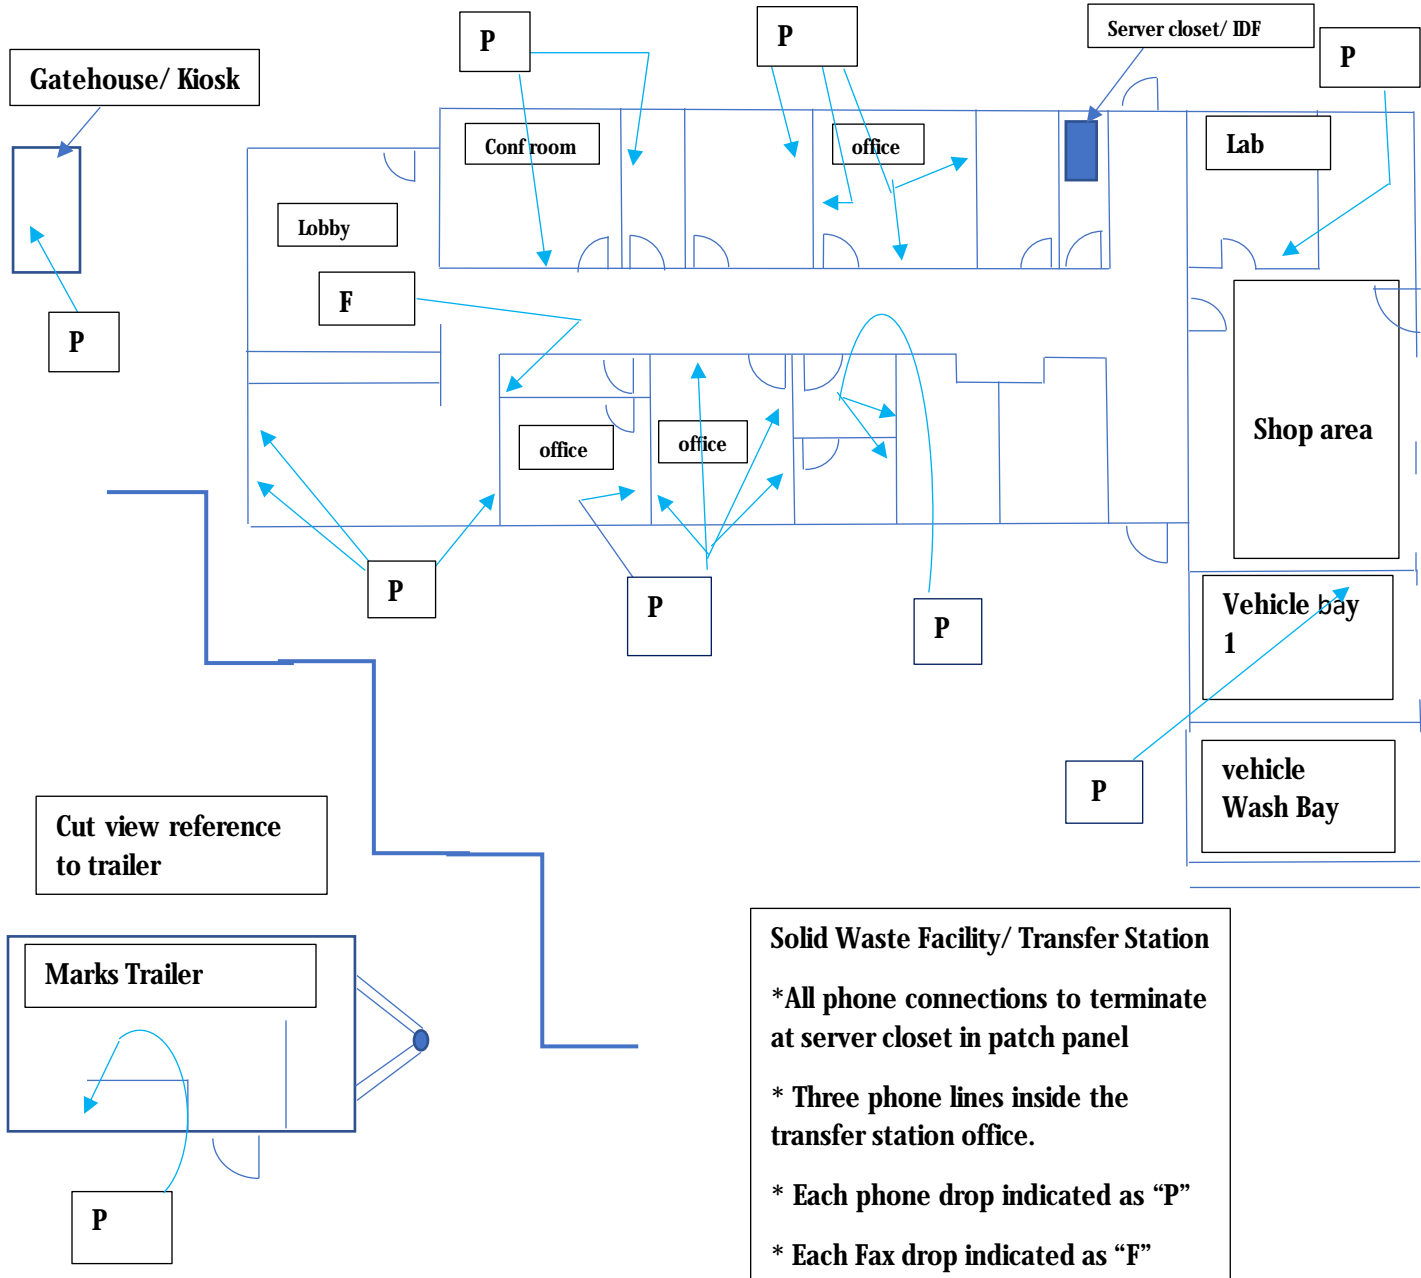 P
P
Server closet/ IDF
P
Gatehouse/ Kiosk
Conf room
office
Lab
Lobby
F
P
Shop area
office
office
P
P
P
Vehicle bay
1
P
vehicle
Wash Bay
Cut view reference
to trailer
Marks Trailer
P
Solid Waste Facility/ Transfer Station
*All phone connections to terminate
at server closet in patch panel
* Three phone lines inside the
transfer station office.
* Each phone drop indicated as “P”
* Each Fax drop indicated as “F”